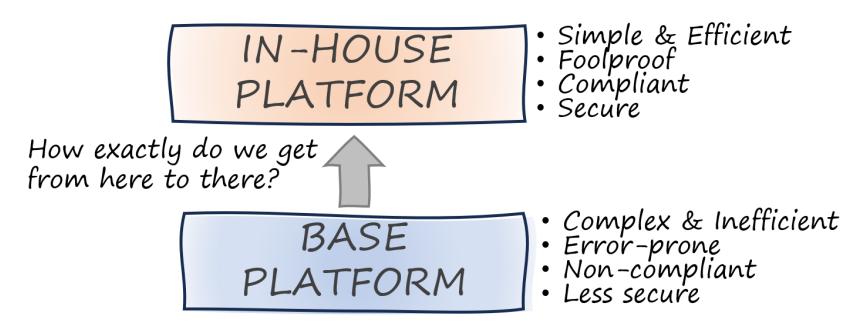 IN-HOUSE
PLATFORM
• Simple & Efficient
• Foolproof
• Compliant
• Secure
How exactly do we get
from here to there?
BASE
PLATFORM
• Complex & Inefficient
• Error-prone
• Non-compliant
• Less secure